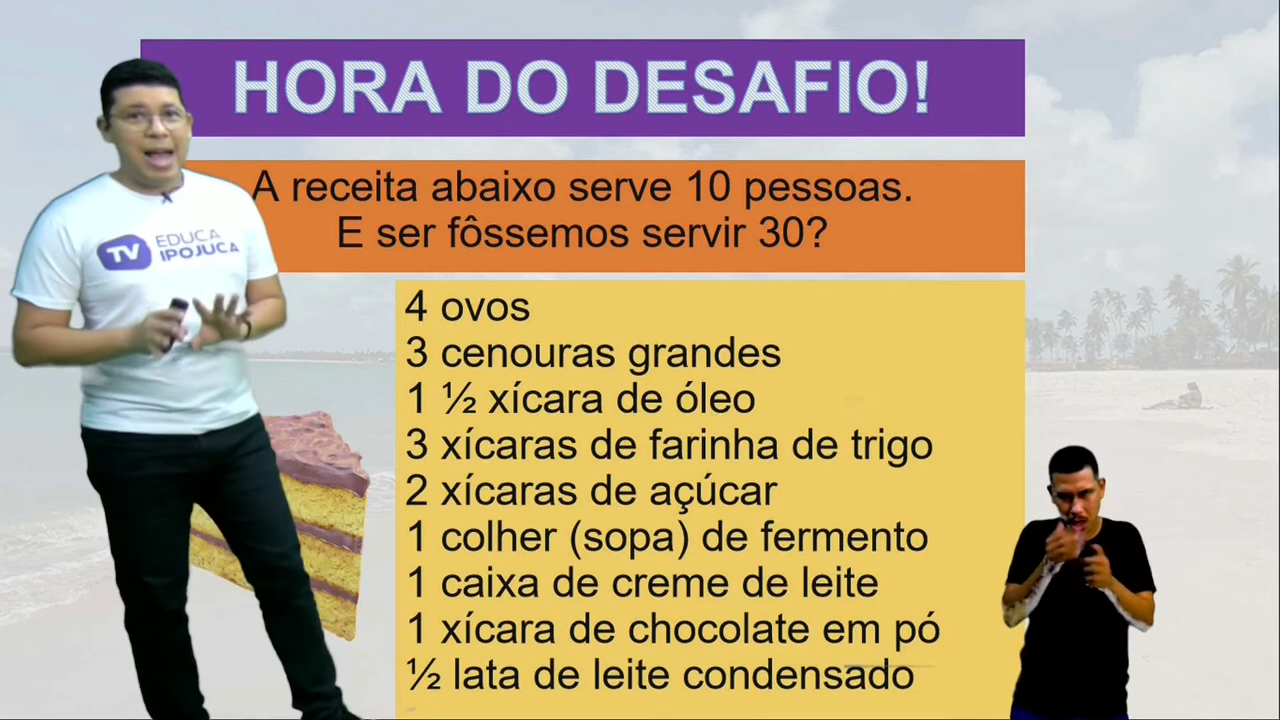 HORA DO DESAFIO!
A receita abaixo serve 10 pessoas.
E ser fôssemos servir 30?
TV EDUCA
IPOJUCA
4 ovos
3 cenouras grandes
1 ½ xícara de óleo
3 xícaras de farinha de trigo
2 xícaras de açúcar
1 colher (sopa) de fermento
1 caixa de creme de leite
1 xícara de chocolate em pó
½ lata de leite condensado